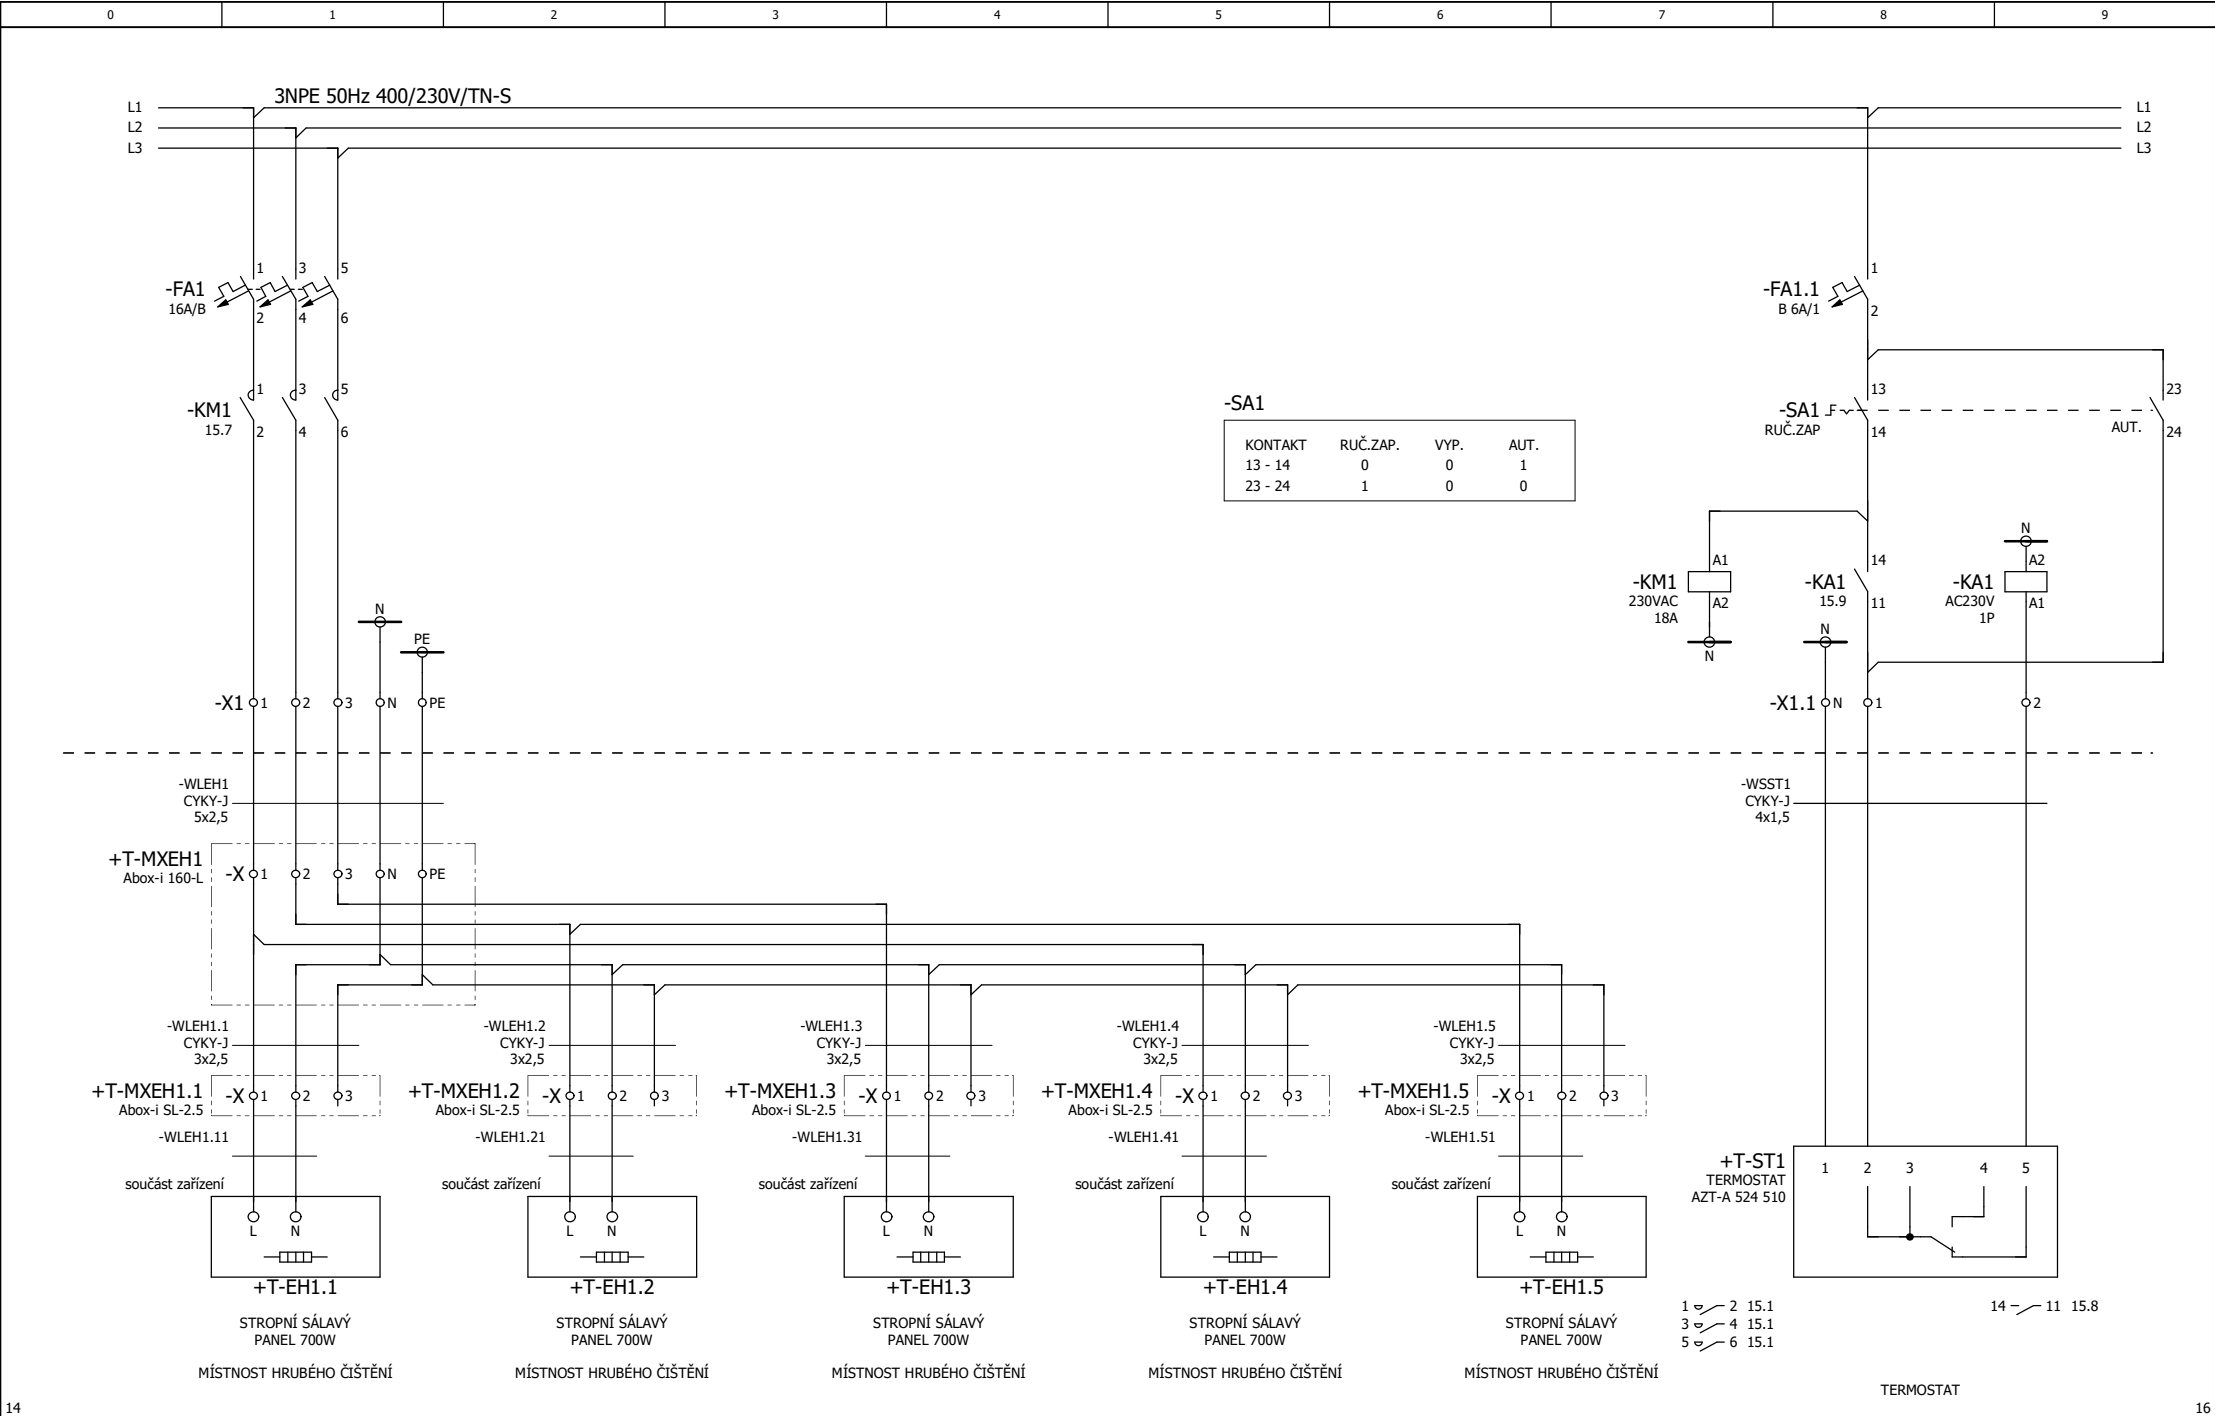 0 1 2 3 4 5 6 7 8 9
3NPE 50Hz 400/230V/TN-S
L1 L1
L2 L2
L3 L3
1 3 5
-FA1
16A/B
2 4 6
1
-FA1.1
B 6A/1
2
1 3 5
-KM1
15.7
2 4 6
-SA1
KONTAKT RUČ.ZAP. VYP. AUT.
13 - 14 0 0 1
23 - 24 1 0 0
13 23
-SA1
RUČ.ZAP
14 AUT. 24
A1
-KM1
230VAC
18A
A2
N
14
-KA1
15.9
11
N
A2
-KA1
AC230V
1P
A1
N
PE
N
-X1 1 2 3 N PE
-X1.1 N 1 2
-WLEH1
CYKY-J
5x2,5
-WSST1
CYKY-J
4x1,5
+T-MXEH1
Abox-i 160-L
-X 1 2 3 N PE
-WLEH1.1
CYKY-J
3x2,5
-WLEH1.2
CYKY-J
3x2,5
-WLEH1.3
CYKY-J
3x2,5
-WLEH1.4
CYKY-J
3x2,5
-WLEH1.5
CYKY-J
3x2,5
+T-MXEH1.1
Abox-i SL-2.5
-X 1 2 3
+T-MXEH1.2
Abox-i SL-2.5
-X 1 2 3
+T-MXEH1.3
Abox-i SL-2.5
-X 1 2 3
+T-MXEH1.4
Abox-i SL-2.5
-X 1 2 3
+T-MXEH1.5
Abox-i SL-2.5
-X 1 2 3
-WLEH1.11
-WLEH1.21
-WLEH1.31
-WLEH1.41
-WLEH1.51
součást zařízení
L N
+T-EH1.1
STROPNÍ SÁLAVÝ
PANEL 700W
MÍSTNOST HRUBÉHO ČIŠTĚNÍ
součást zařízení
L N
+T-EH1.2
STROPNÍ SÁLAVÝ
PANEL 700W
MÍSTNOST HRUBÉHO ČIŠTĚNÍ
součást zařízení
L N
+T-EH1.3
STROPNÍ SÁLAVÝ
PANEL 700W
MÍSTNOST HRUBÉHO ČIŠTĚNÍ
součást zařízení
L N
+T-EH1.4
STROPNÍ SÁLAVÝ
PANEL 700W
MÍSTNOST HRUBÉHO ČIŠTĚNÍ
součást zařízení
L N
+T-EH1.5
STROPNÍ SÁLAVÝ
PANEL 700W
MÍSTNOST HRUBÉHO ČIŠTĚNÍ
+T-ST1
TERMOSTAT
AZT-A 524 510
1 2 3 4 5
1 2 15.1
3 4 15.1
5 6 15.1
14 11 15.8
TERMOSTAT
14 16